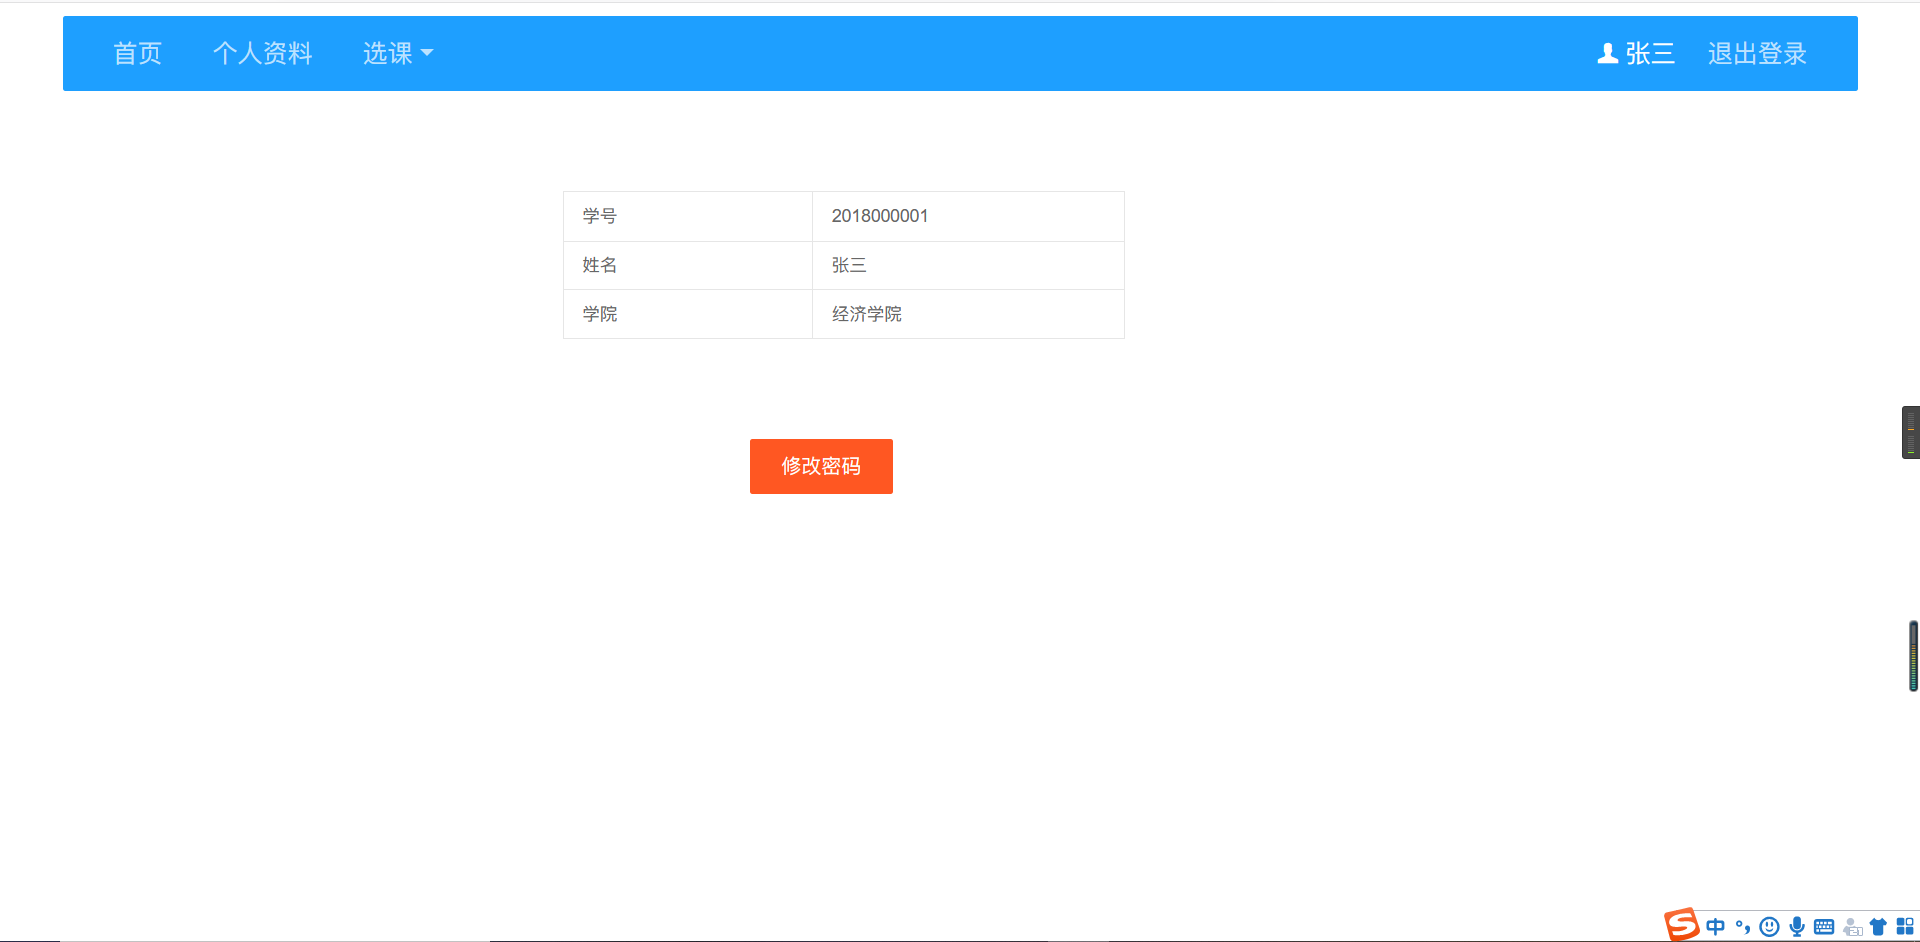 首页 个人资料 选课 张三 退出登录
学号 2018000001
姓名 张三
学院 经济学院
修改密码
S 中